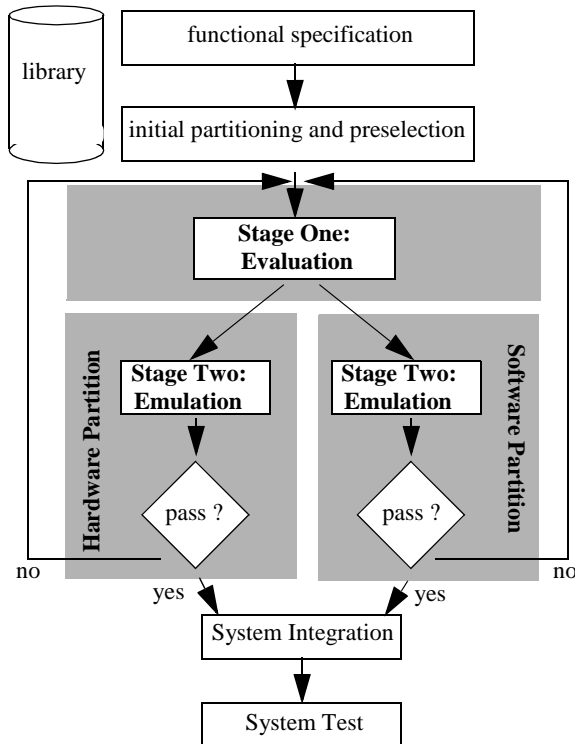 functional specification
library
initial partitioning and preselection
Stage One:
Evaluation
Hardware Partition
Stage Two:
Emulation
Stage Two:
Emulation
Software Partition
pass ?
pass ?
no
no
yes
yes
System Integration
System Test